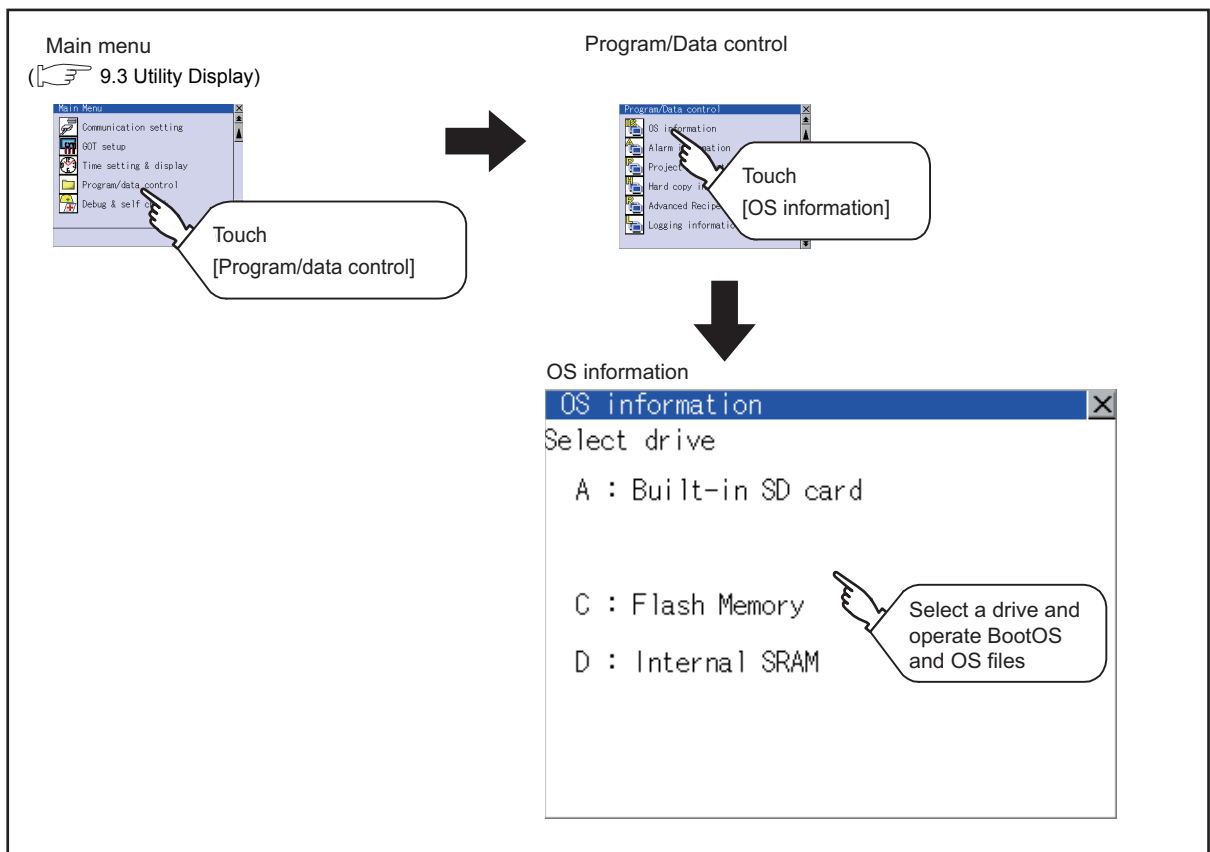 Main menu
(9.3 Utility Display)
Main Menu
Communication setting
GOT setup
Time setting & display
Program/data control
Debug & self
Touch
[Program/data control]
Program/Data control
Program/Data control
OS information
Alarm information
Project
Hard copy
Advanced Recipe
Logging information
Touch
[OS information]
OS information
OS information
Select drive
A : Built-in SD card
C : Flash Memory
D : Internal SRAM
Select a drive and
operate BootOS
and OS files